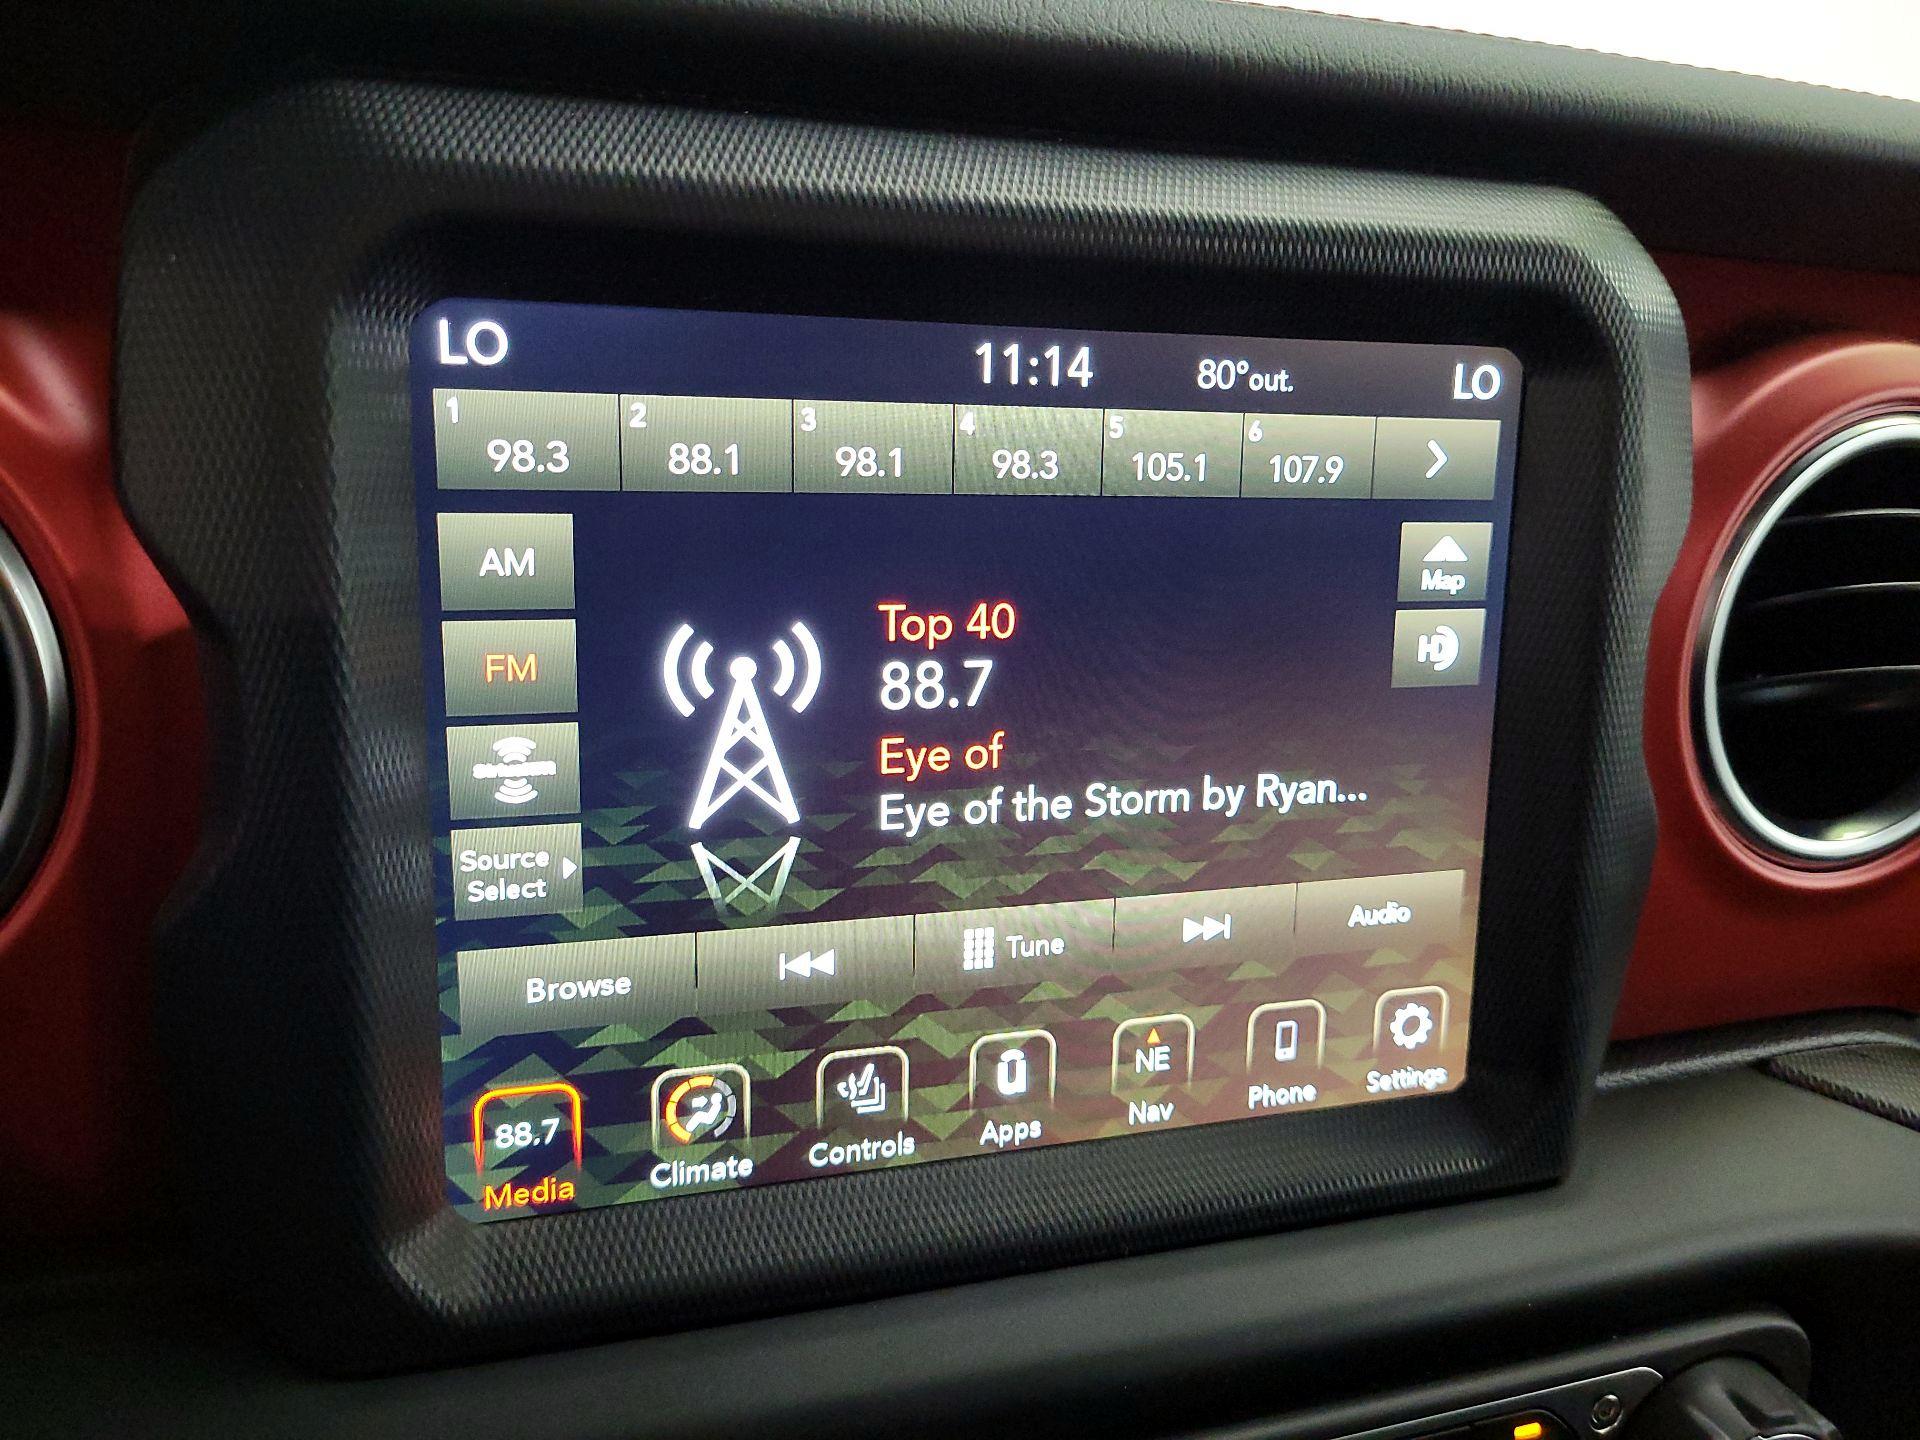 LO 11:14 80°out. LO
1 2 3 4 5 6
98.3 88.1 98.1 98.3 105.1 107.9
AM
Map
FM
HD
Top 40
88.7
Eye of
Eye of the Storm by Ryan...
Source
Select
Browse Tune Audio
88.7 NE
Media Climate Controls Apps Nav Phone Settings